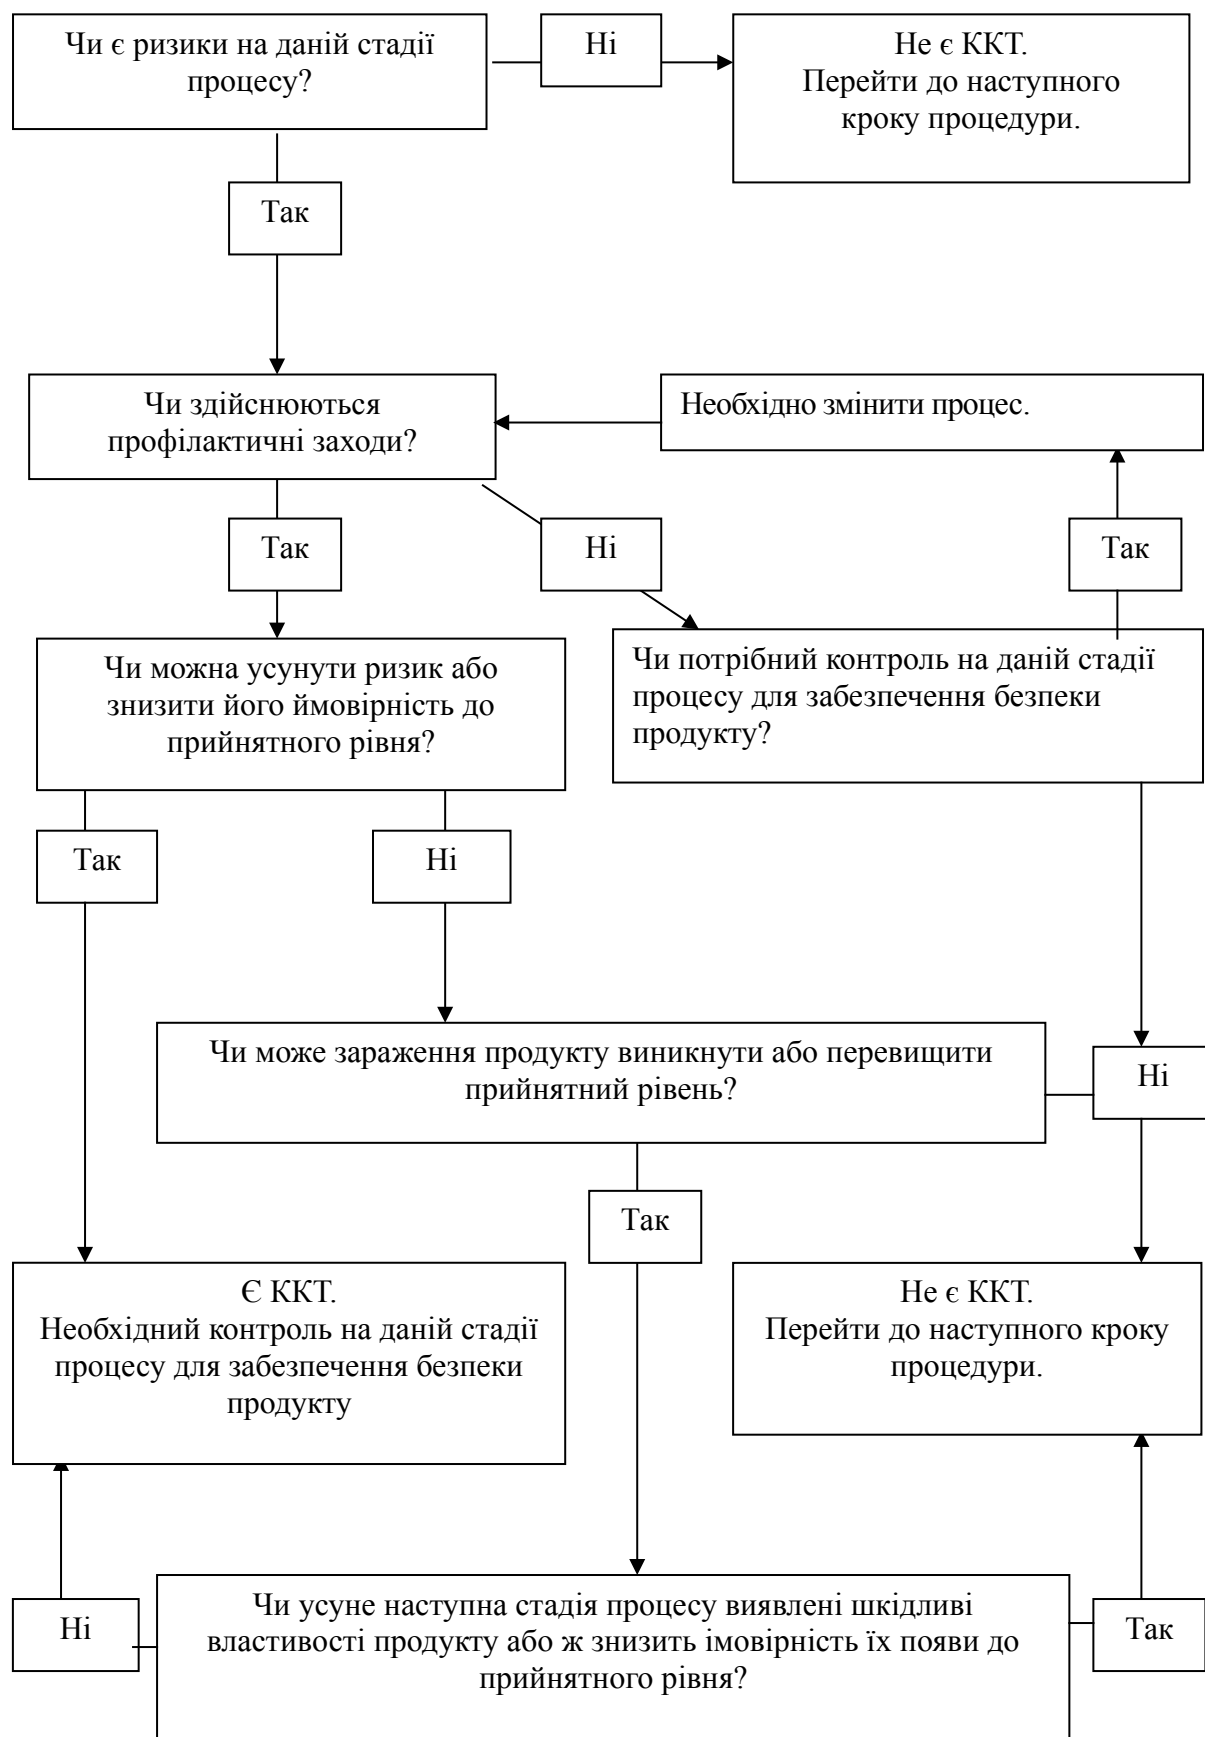 Чи є ризики на даній стадії
процесу?
Ні
Не є ККТ.
Перейти до наступного
кроку процедури.
Так
Чи здійснюються
профілактичні заходи?
Необхідно змінити процес.
Так
Ні
Так
Чи можна усунути ризик або
знизити його ймовірність до
прийнятного рівня?
Чи потрібний контроль на даній стадії
процесу для забезпечення безпеки
продукту?
Так
Ні
Чи може зараження продукту виникнути або перевищити
прийнятний рівень?
Ні
Так
Є ККТ.
Необхідний контроль на даній стадії
процесу для забезпечення безпеки
продукту
Не є ККТ.
Перейти до наступного кроку
процедури.
Ні
Чи усуне наступна стадія процесу виявлені шкідливі
властивості продукту або ж знизить імовірність їх появи до
прийнятного рівня?
Так